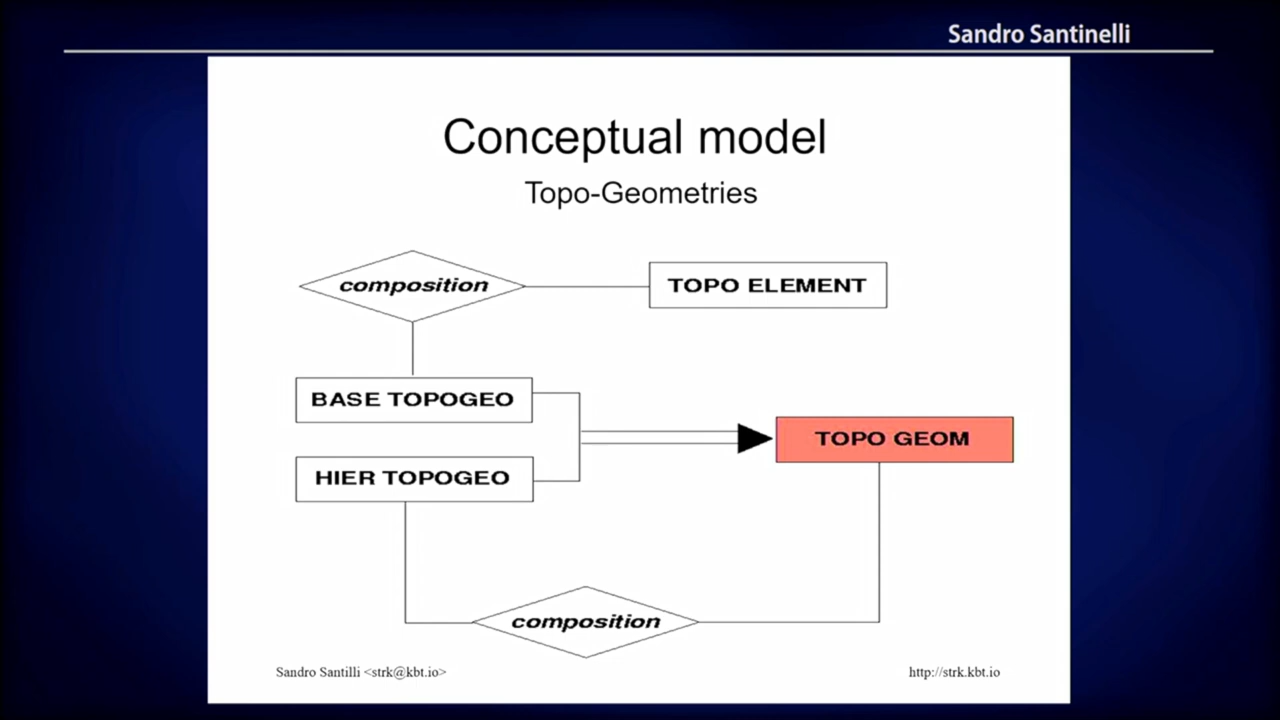 Sandro Santinelli
Conceptual model
Topo-Geometries
composition
TOPO ELEMENT
BASE TOPOGEO
TOPO GEOM
HIER TOPOGEO
composition
Sandro Santilli <strk@kbt.io>
http://strk.kbt.io